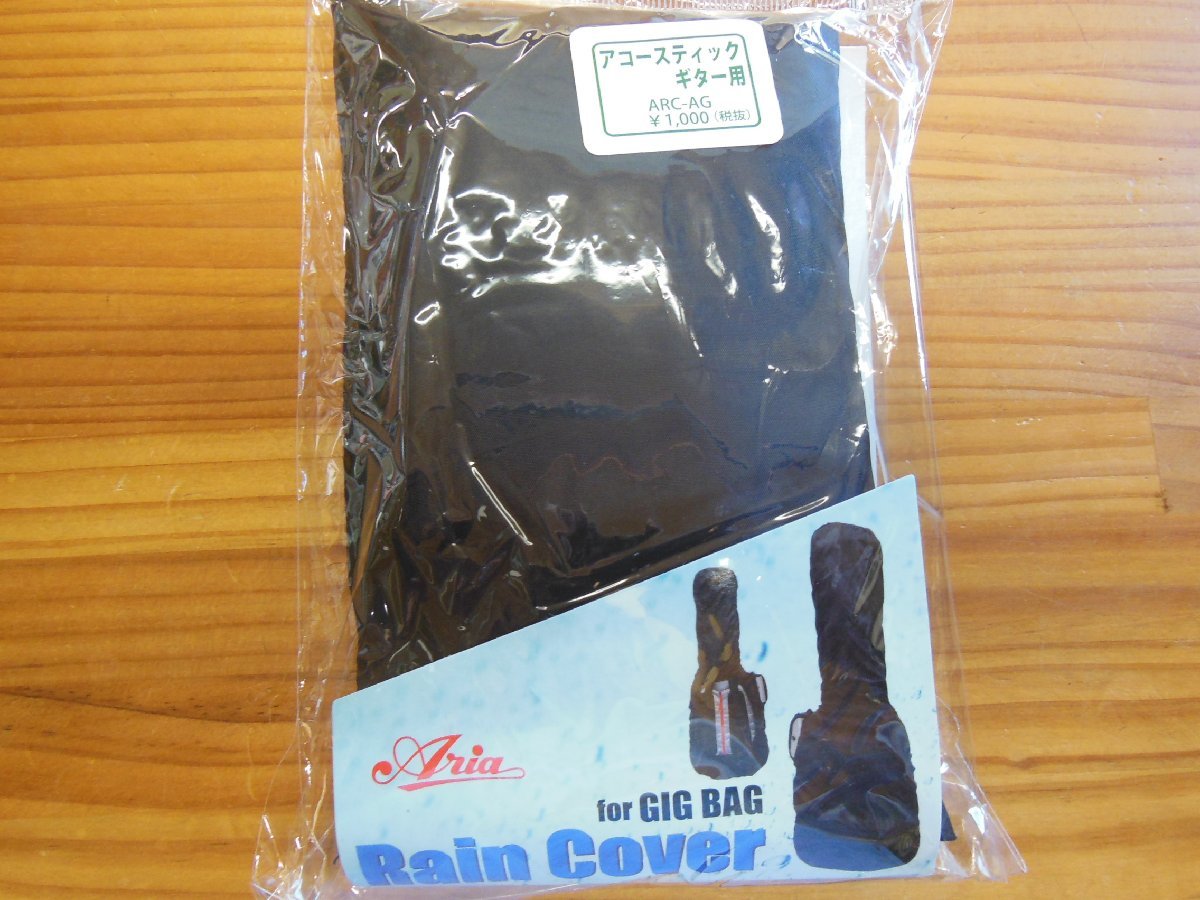 アコースティック
ギター用
ARC-AG
¥1,000(税抜)
Aria
for GIG BAG
Rain Cover